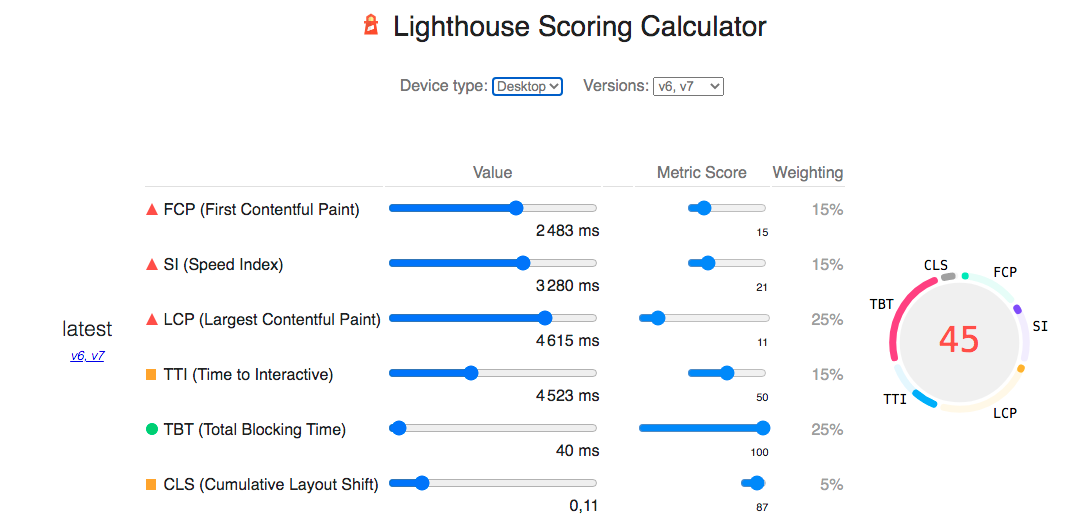 Lighthouse Scoring Calculator
Device type: Desktop Versions: v6, v7
Value Metric Score Weighting
FCP (First Contentful Paint) 15%
2 483 ms 15
SI (Speed Index) 15%
3 280 ms 21
LCP (Largest Contentful Paint) 25%
4 615 ms 11
TTI (Time to Interactive) 15%
4 523 ms 50
TBT (Total Blocking Time) 25%
40 ms 100
CLS (Cumulative Layout Shift) 5%
0,11 87
latest
v6, v7
CLS FCP
TBT
SI
45
TTI
LCP